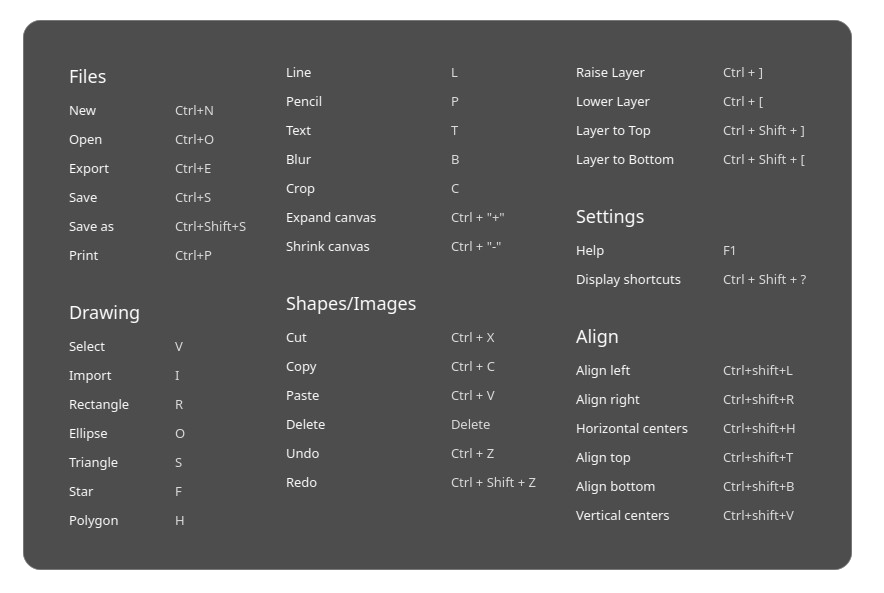 Files
New Ctrl+N
Open Ctrl+O
Export Ctrl+E
Save Ctrl+S
Save as Ctrl+Shift+S
Print Ctrl+P
Drawing
Select V
Import I
Rectangle R
Ellipse O
Triangle S
Star F
Polygon H
Line L
Pencil P
Text T
Blur B
Crop C
Expand canvas Ctrl + "+"
Shrink canvas Ctrl + "-"
Shapes/Images
Cut Ctrl + X
Copy Ctrl + C
Paste Ctrl + V
Delete Delete
Undo Ctrl + Z
Redo Ctrl + Shift + Z
Raise Layer Ctrl + ]
Lower Layer Ctrl + [
Layer to Top Ctrl + Shift + ]
Layer to Bottom Ctrl + Shift + [
Settings
Help F1
Display shortcuts Ctrl + Shift + ?
Align
Align left Ctrl+shift+L
Align right Ctrl+shift+R
Horizontal centers Ctrl+shift+H
Align top Ctrl+shift+T
Align bottom Ctrl+shift+B
Vertical centers Ctrl+shift+V